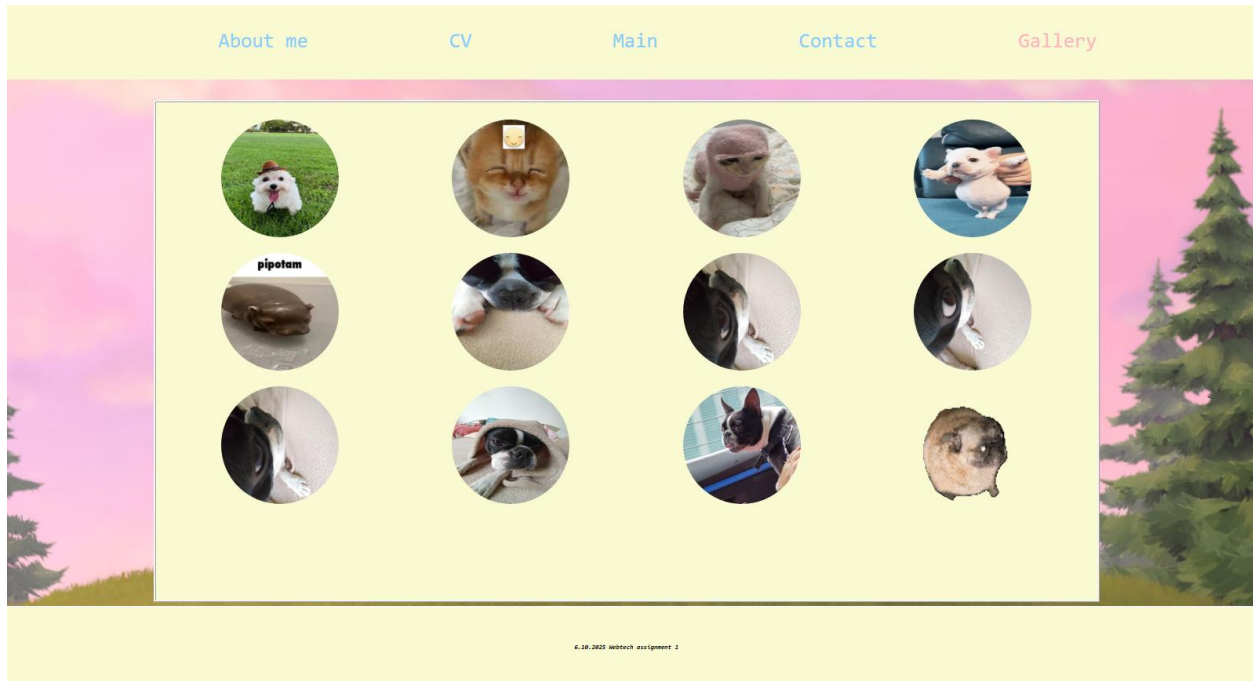 About me
CV
Main
Contact
Gallery
pipotam
6.10.2025 Webtech assignment 1